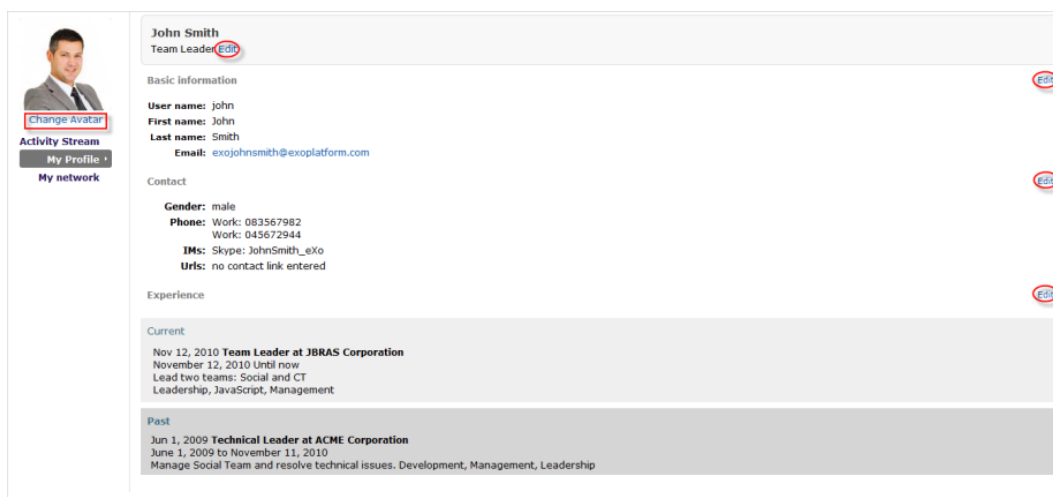 John Smith
Team Leader Edit
Change Avatar
Activity Stream
My Profile
My network
Basic information Edit
User name: john
First name: John
Last name: Smith
Email: exojohnsmith@exoplatform.com
Contact Edit
Gender: male
Phone: Work: 083567982
Work: 045672944
IMs: Skype: JohnSmith_eXo
Urls: no contact link entered
Experience Edit
Current
Nov 12, 2010 Team Leader at JBRAS Corporation
November 12, 2010 Until now
Lead two teams: Social and CT
Leadership, JavaScript, Management
Past
Jun 1, 2009 Technical Leader at ACME Corporation
June 1, 2009 to November 11, 2010
Manage Social Team and resolve technical issues. Development, Management, Leadership